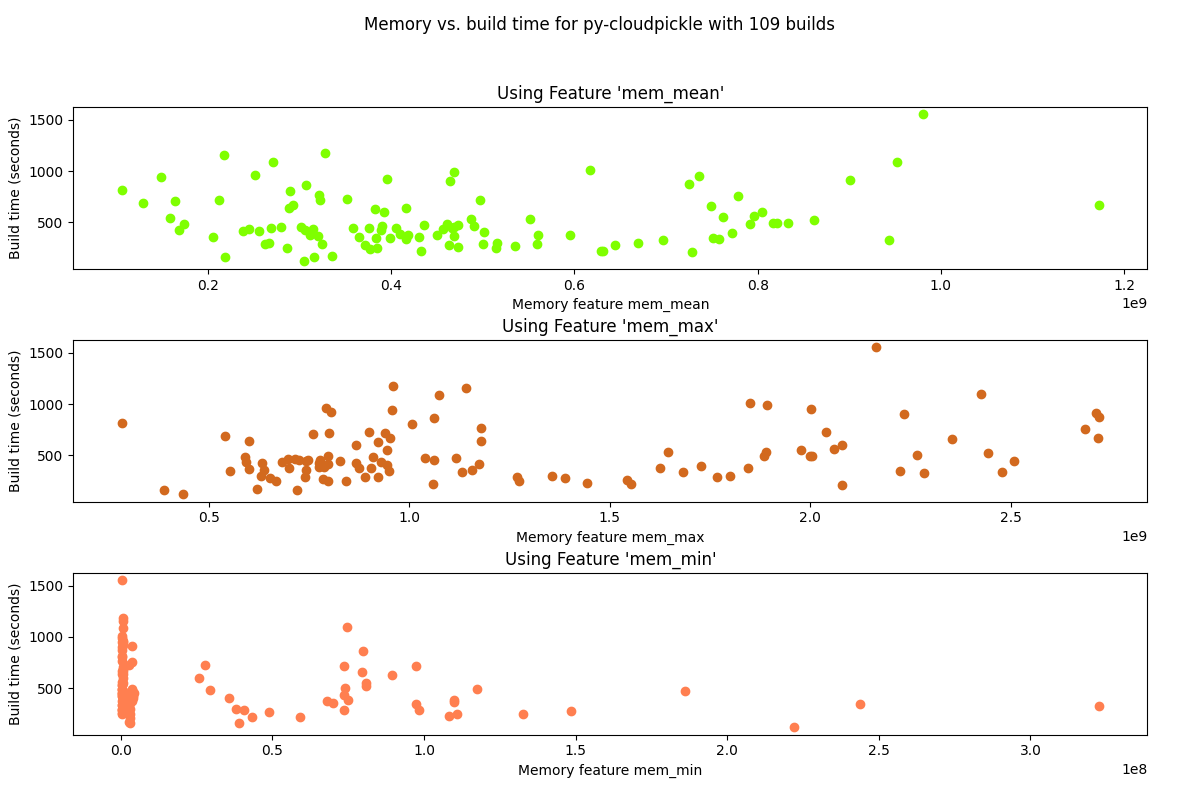 Memory vs. build time for py-cloudpickle with 109 builds
Using Feature 'mem_mean'
Build time (seconds)
1500
1000
500
0.2 0.4 0.6 0.8 1.0 1.2
1e9
Memory feature mem_mean
Using Feature 'mem_max'
Build time (seconds)
1500
1000
500
0.5 1.0 1.5 2.0 2.5
1e9
Memory feature mem_max
Using Feature 'mem_min'
Build time (seconds)
1500
1000
500
0.0 0.5 1.0 1.5 2.0 2.5 3.0
1e8
Memory feature mem_min